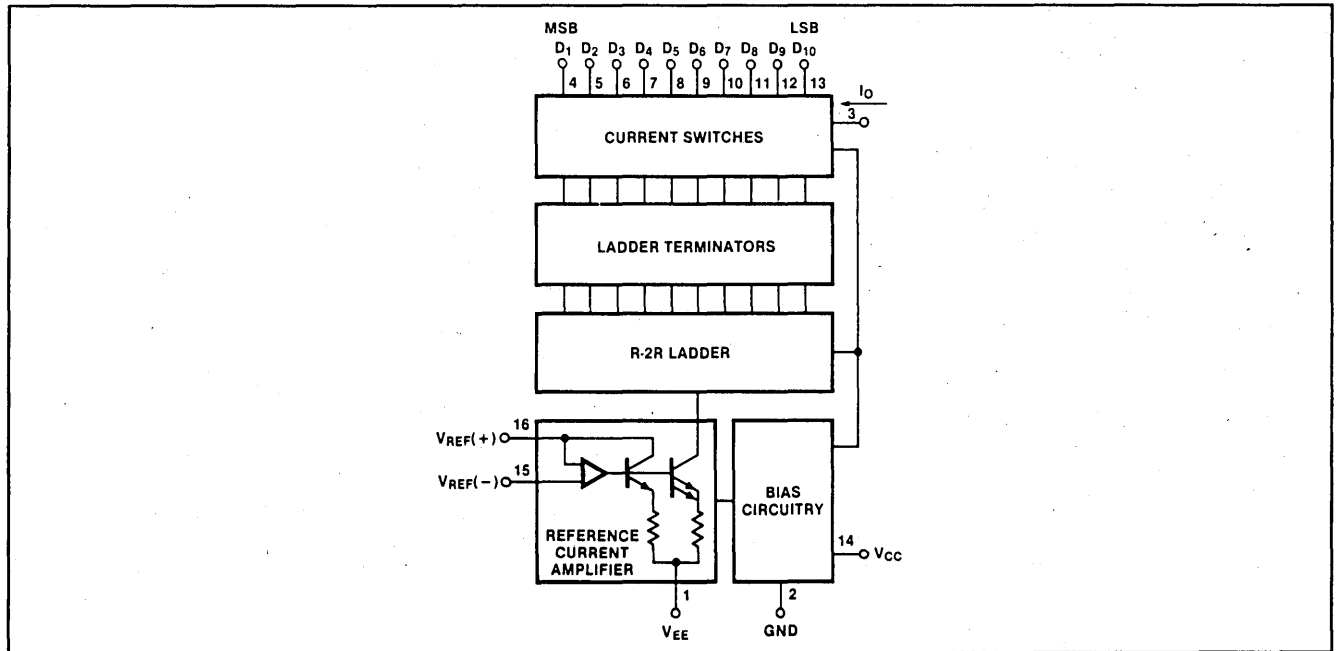 MSB LSB
D1 D2 D3 D4 D5 D6 D7 D8 D9 D10
4 5 6 7 8 9 10 11 12 13
IO
3
CURRENT SWITCHES
LADDER TERMINATORS
R-2R LADDER
16
VREF(+)
15
VREF(–)
REFERENCE
CURRENT
AMPLIFIER
BIAS
CIRCUITRY
14
VCC
1
VEE
2
GND